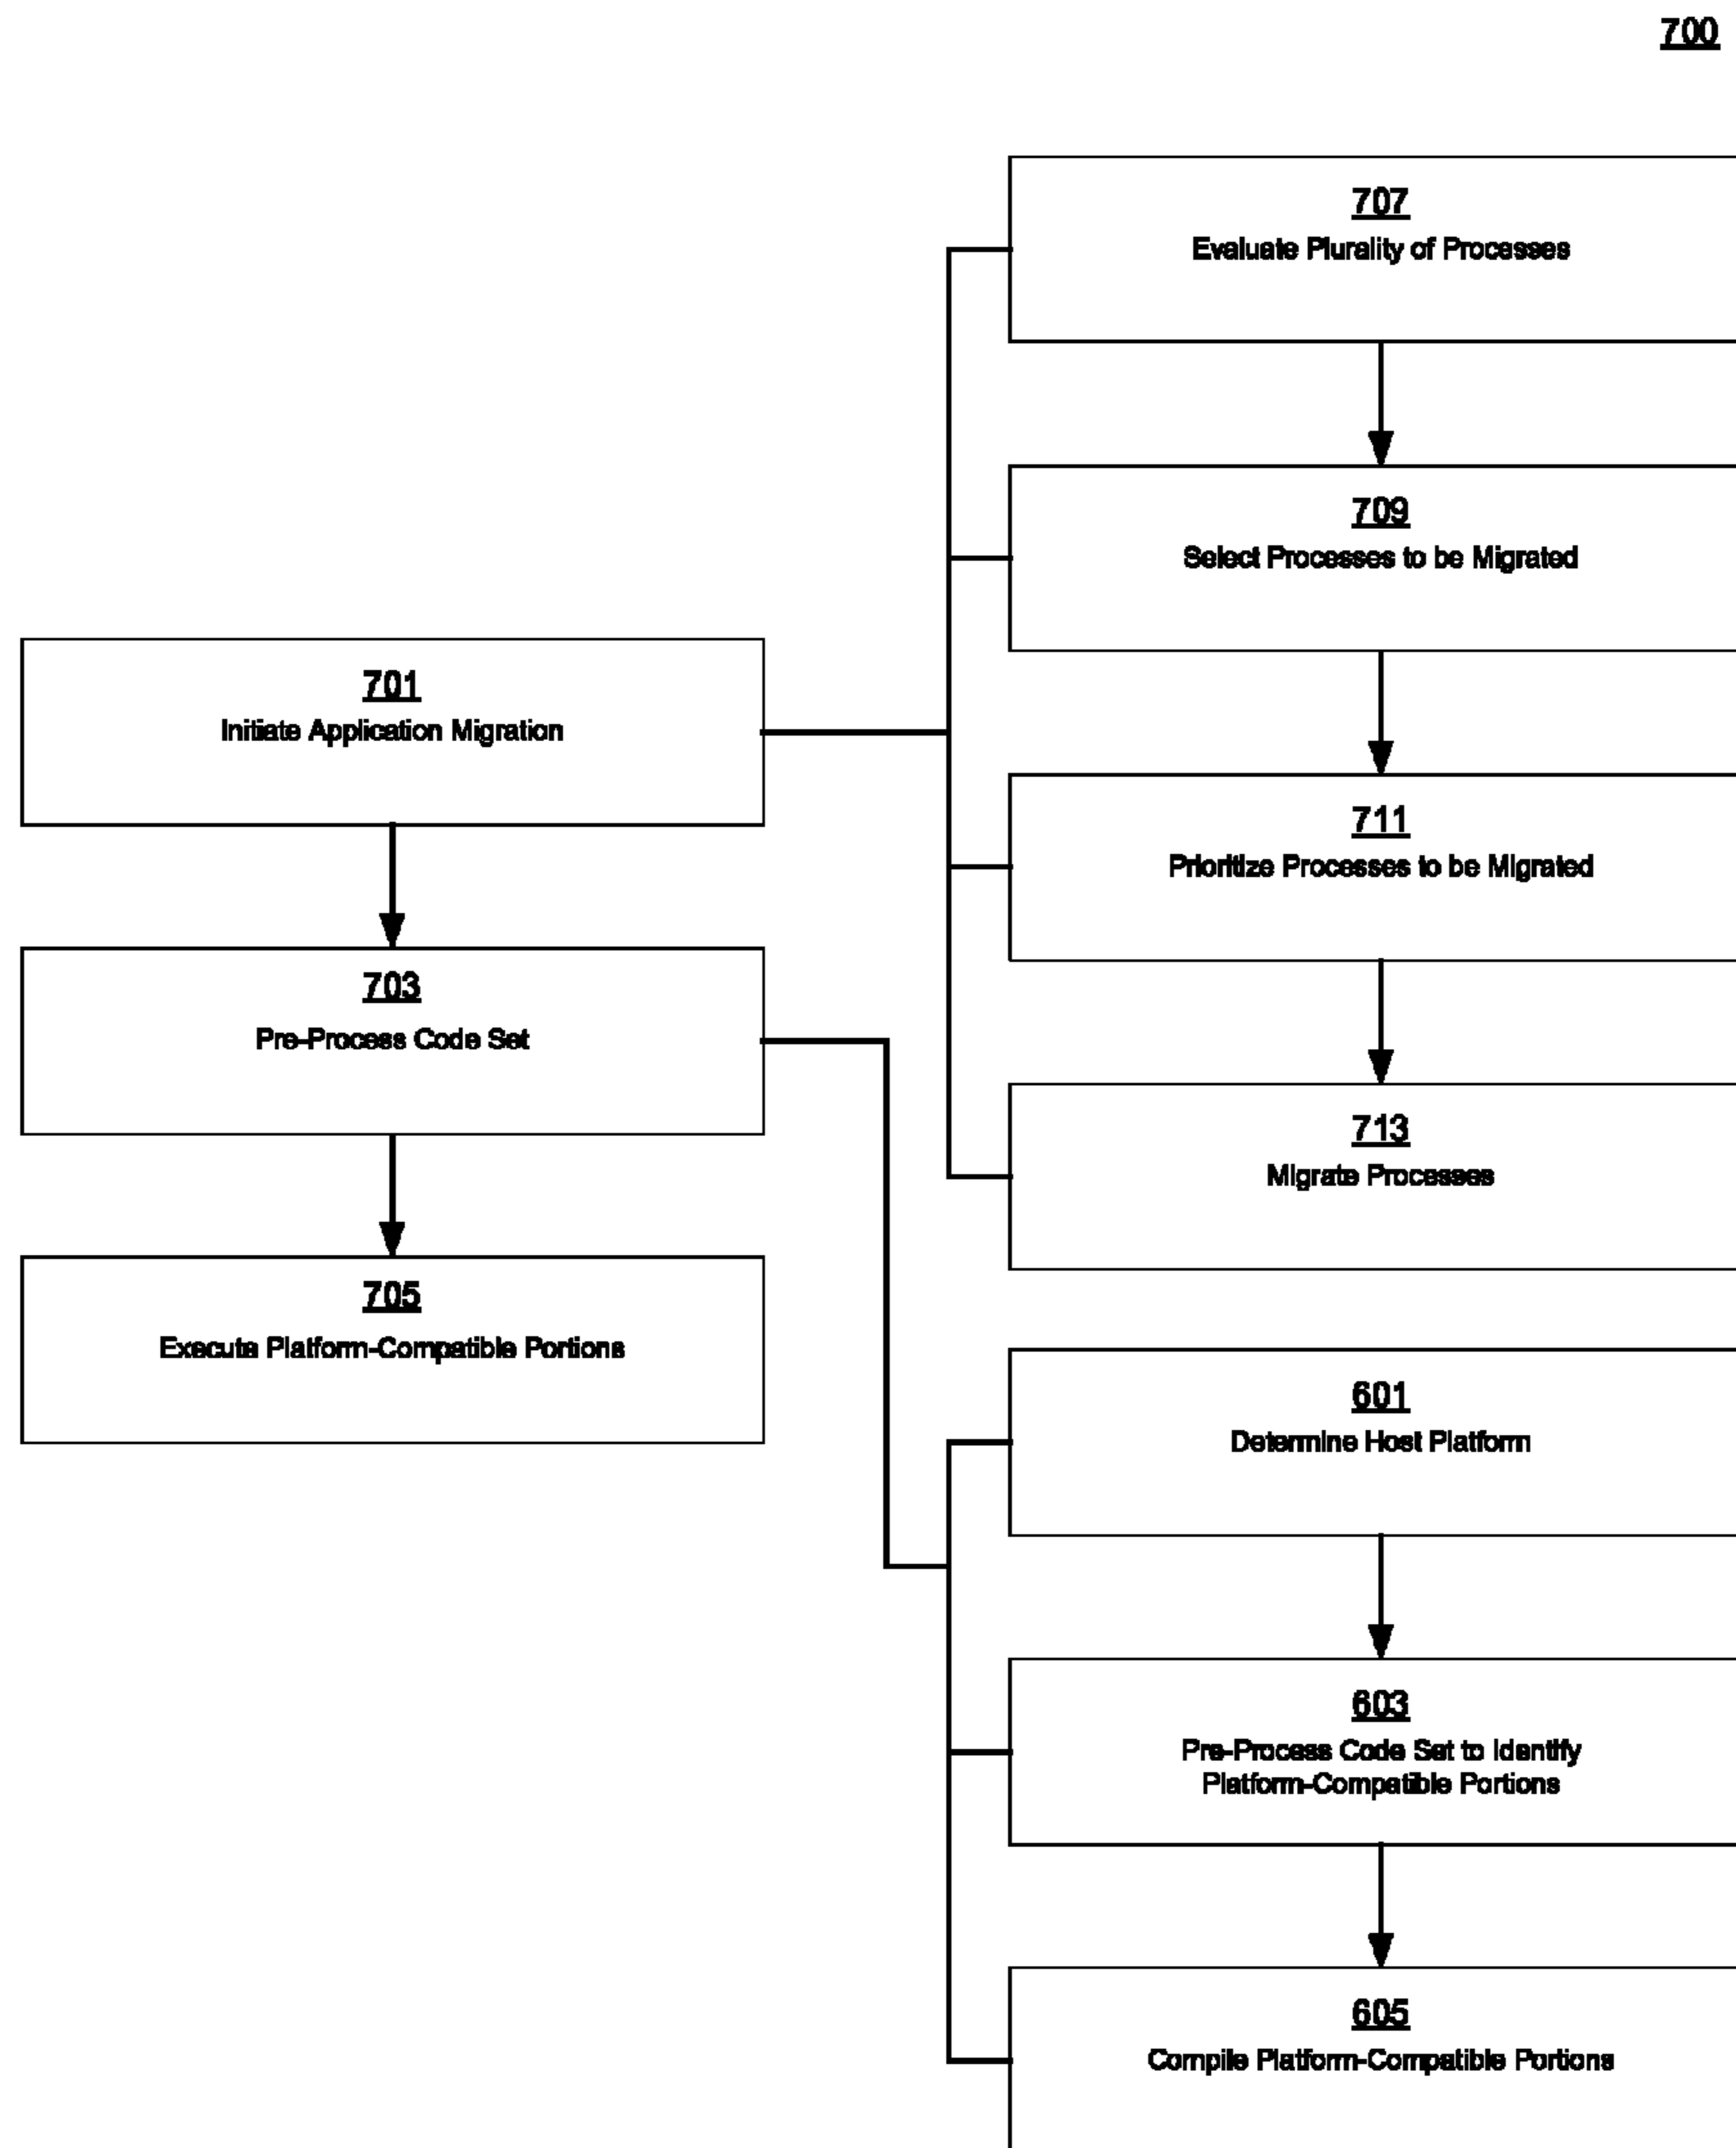 700
707
Evaluate Plurality of Processes
709
Select Processes to be Migrated
701
Initiate Application Migration
711
Prioritize Processes to be Migrated
703
Pre-Process Code Set
713
Migrate Processes
705
Execute Platform-Compatible Portions
601
Determine Host Platform
603
Pre-Process Code Set to Identify
Platform-Compatible Portions
605
Compile Platform-Compatible Portions